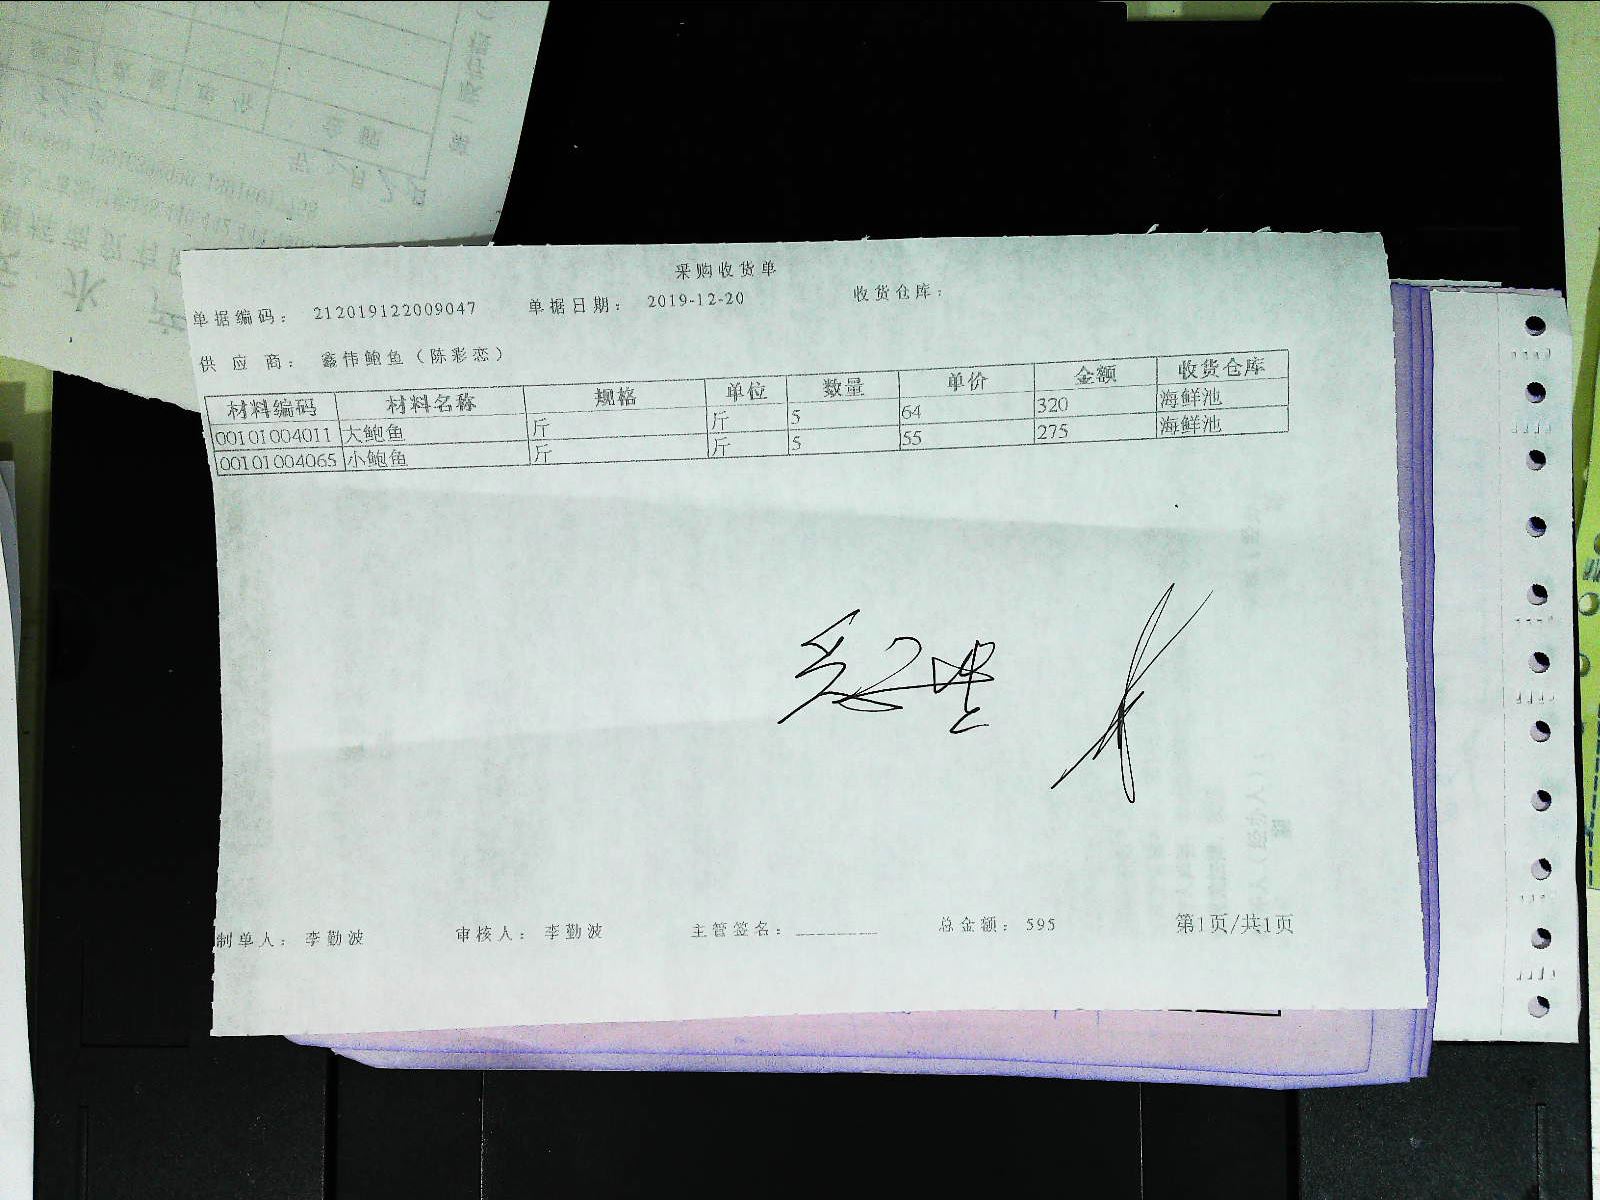 采购收货单
单据编码： 212019122009047 单据日期： 2019-12-20 收货仓库：
供 应 商： 鑫伟鲍鱼（陈彩恋）
材料编码 材料名称 规格 单位 数量 单价 金额 收货仓库
00101004011 大鲍鱼 斤 斤 5 64 320 海鲜池
00101004065 小鲍鱼 斤 斤 5 55 275 海鲜池
制单人： 李勤波 审核人： 李勤波 主管签名：________ 总金额： 595 第1页/共1页